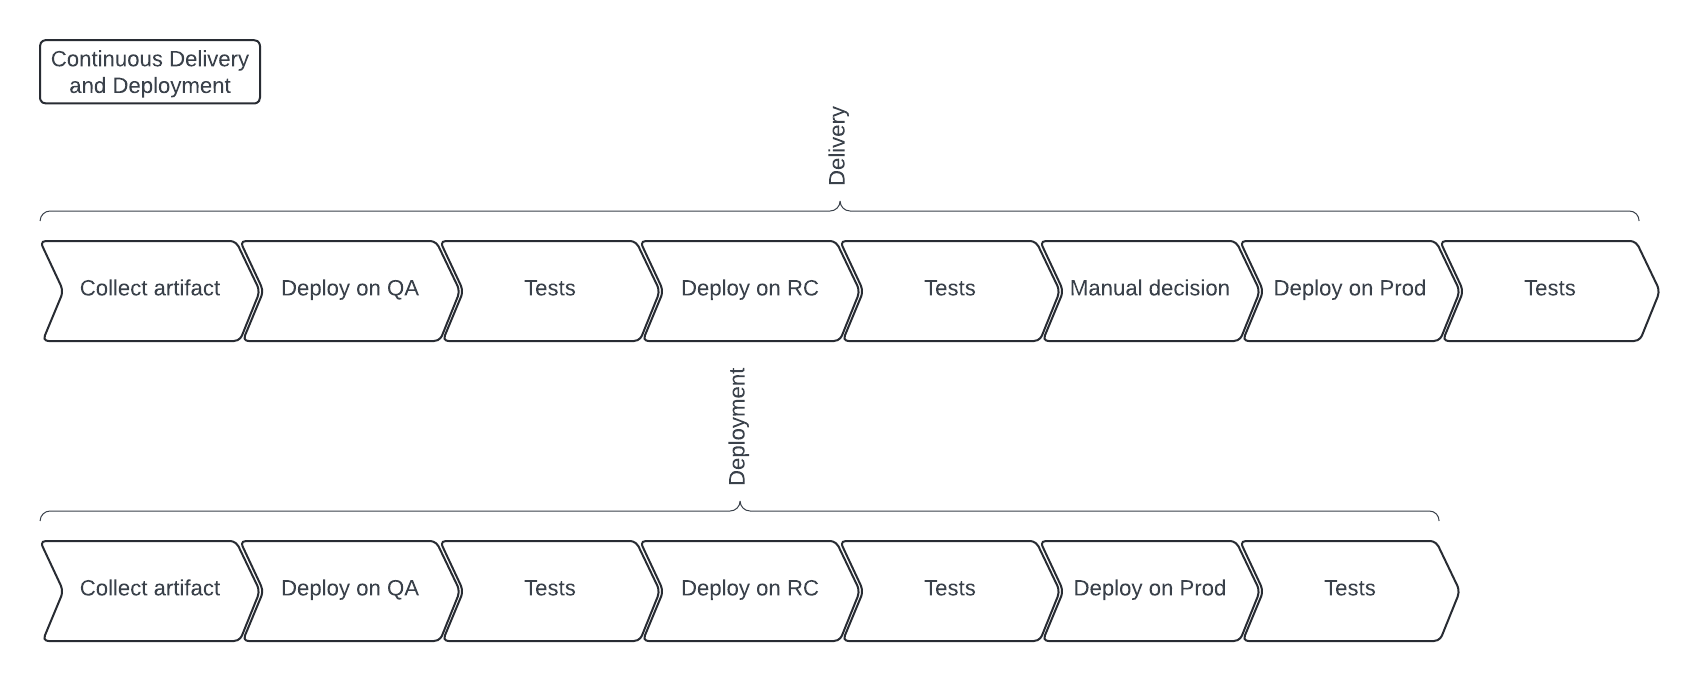 Continuous Delivery
and Deployment
Delivery
Collect artifact
Deploy on QA
Tests
Deploy on RC
Tests
Manual decision
Deploy on Prod
Tests
Deployment
Collect artifact
Deploy on QA
Tests
Deploy on RC
Tests
Deploy on Prod
Tests